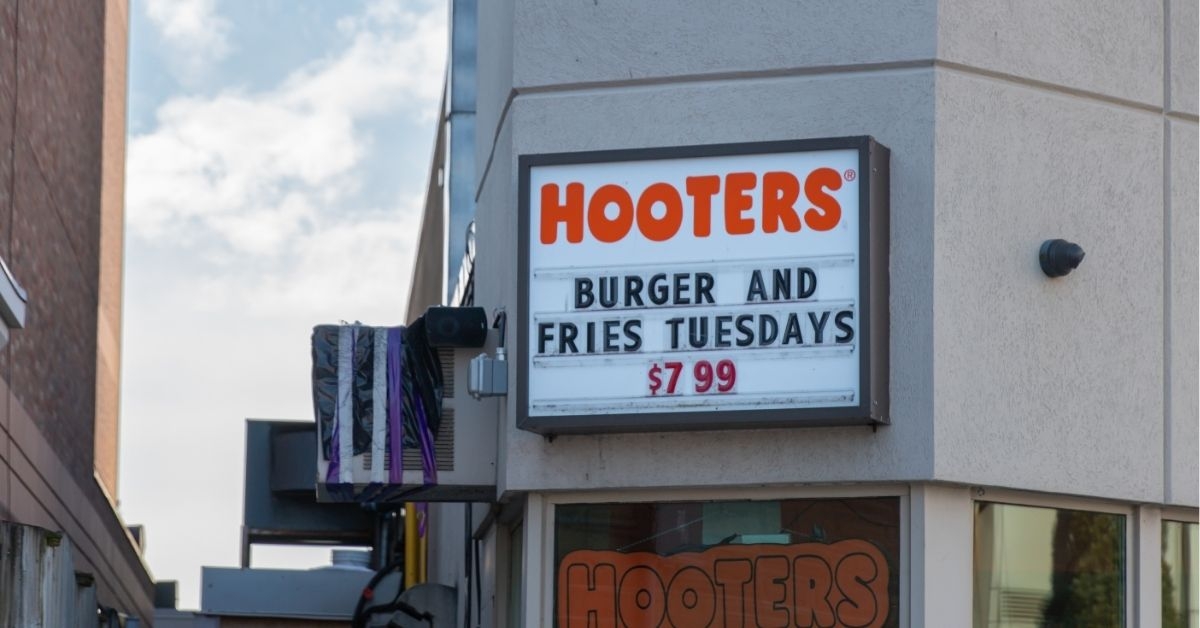 HOOTERS®
BURGER AND
FRIES TUESDAYS
$7 99
HOOTERS